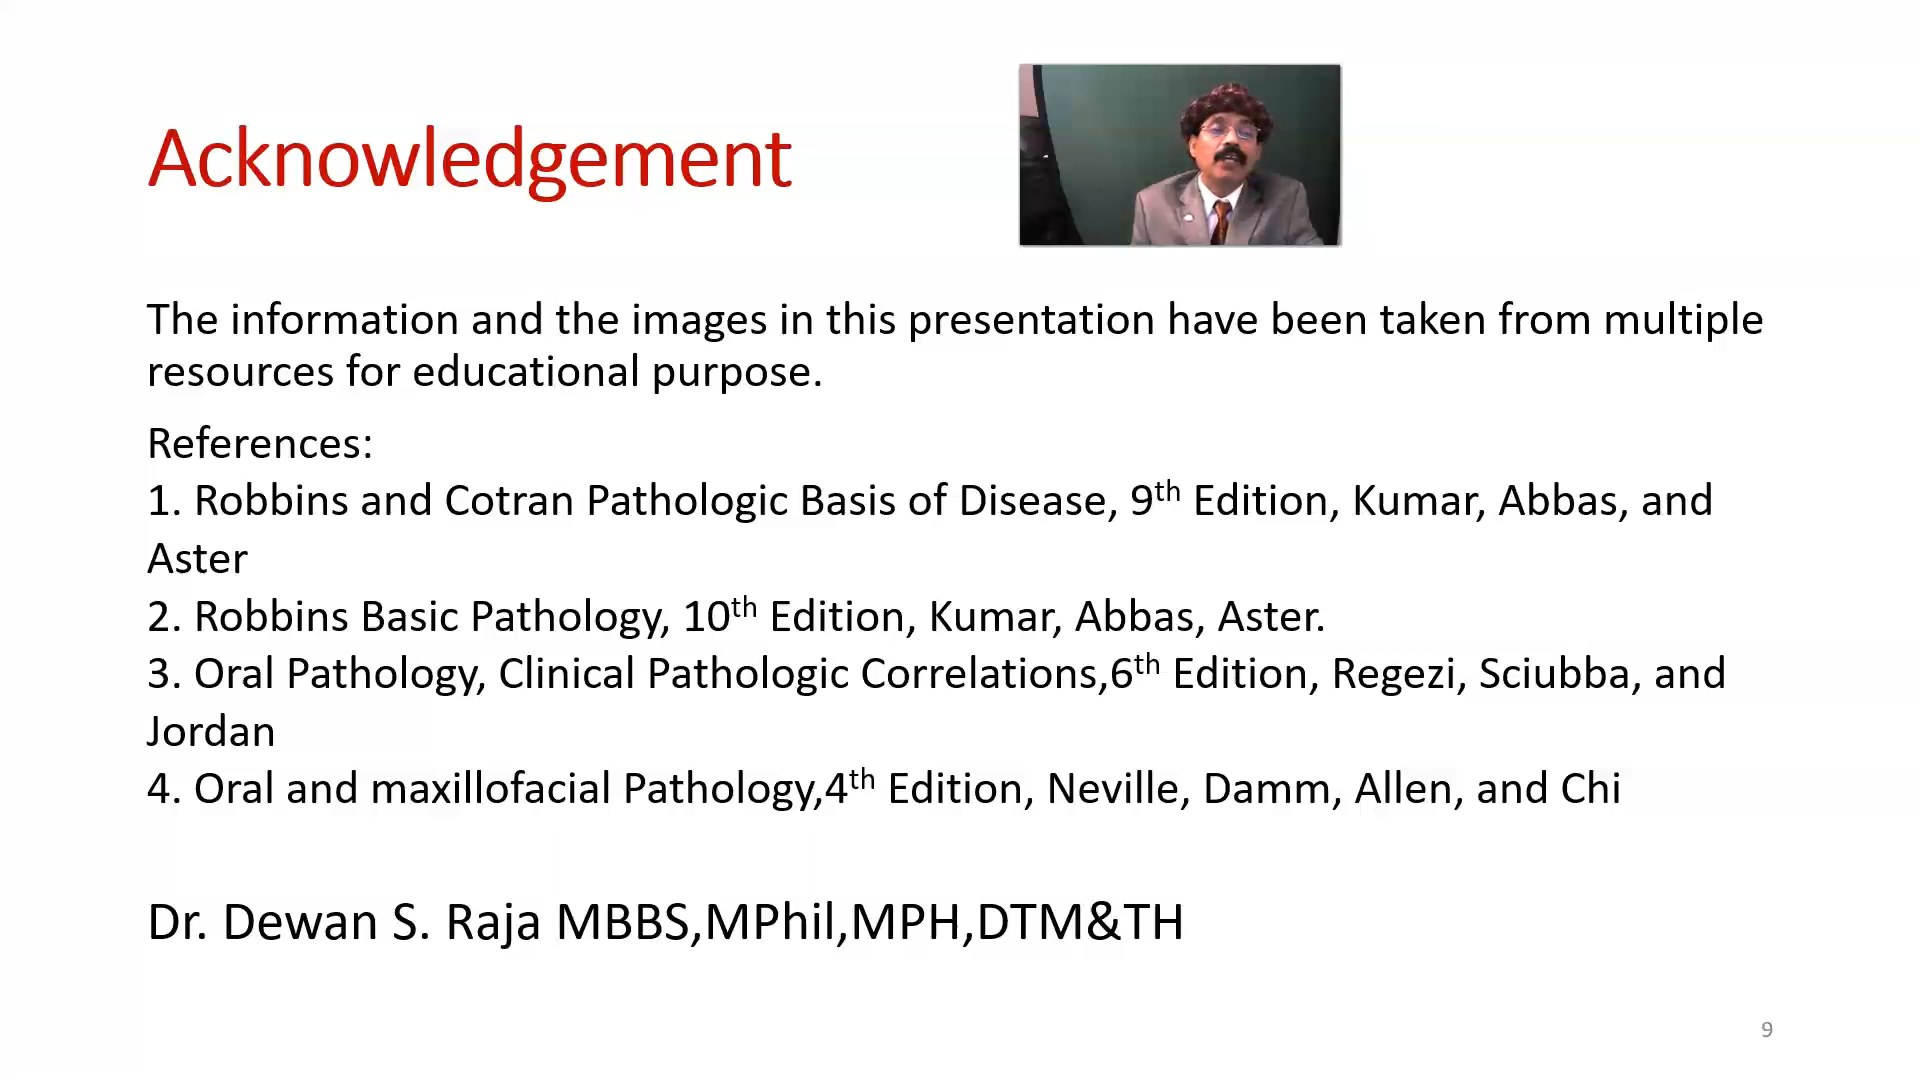 Acknowledgement
The information and the images in this presentation have been taken from multiple
resources for educational purpose.
References:
1. Robbins and Cotran Pathologic Basis of Disease, 9th Edition, Kumar, Abbas, and
Aster
2. Robbins Basic Pathology, 10th Edition, Kumar, Abbas, Aster.
3. Oral Pathology, Clinical Pathologic Correlations,6th Edition, Regezi, Sciubba, and
Jordan
4. Oral and maxillofacial Pathology,4th Edition, Neville, Damm, Allen, and Chi
Dr. Dewan S. Raja MBBS,MPhil,MPH,DTM&TH
9